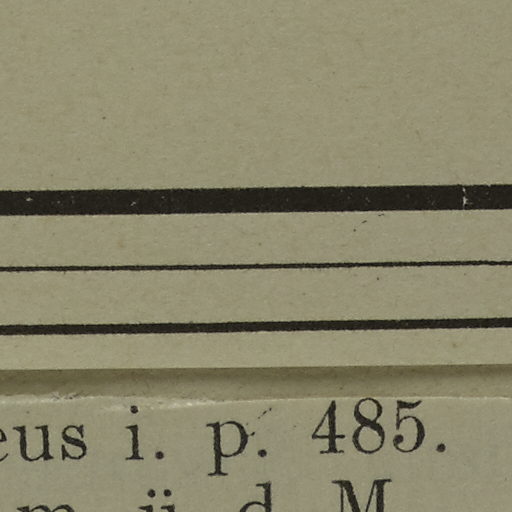 eus i. p. 485.
m. ü. d. M.